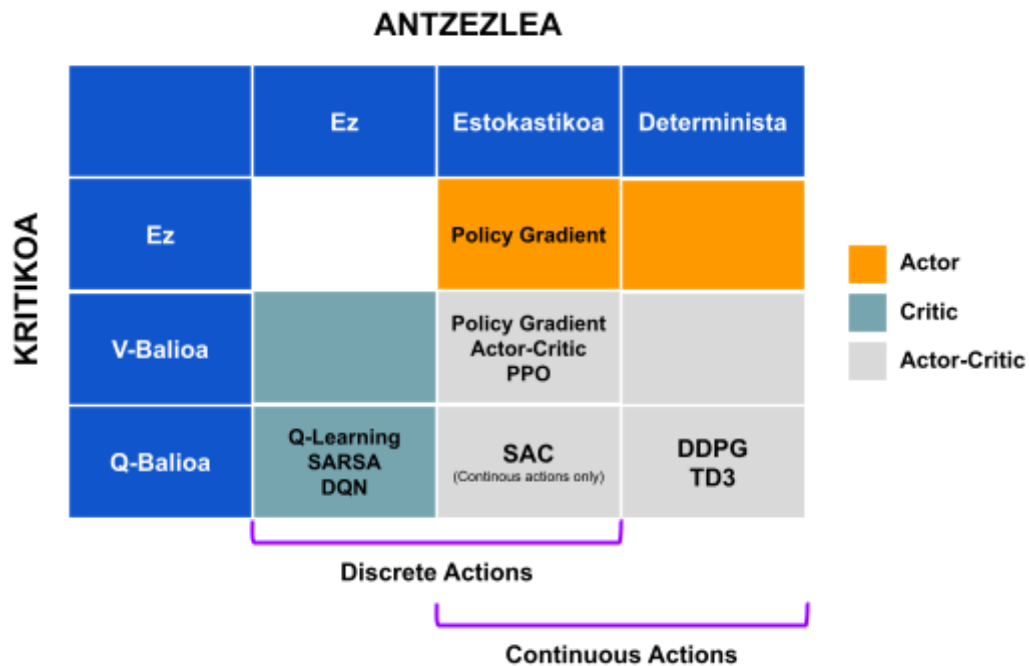 ANTZEZLEA
Ez
Estokastikoa
Determinista
KRITIKOA
Ez
Policy Gradient
V-Balioa
Policy Gradient
Actor-Critic
PPO
Q-Balioa
Q-Learning
SARSA
DQN
SAC
(Continous actions only)
DDPG
TD3
Actor
Critic
Actor-Critic
Discrete Actions
Continuous Actions